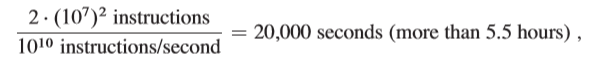 2 · (10⁷)² instructions
10¹⁰ instructions/second
= 20,000 seconds (more than 5.5 hours) ,